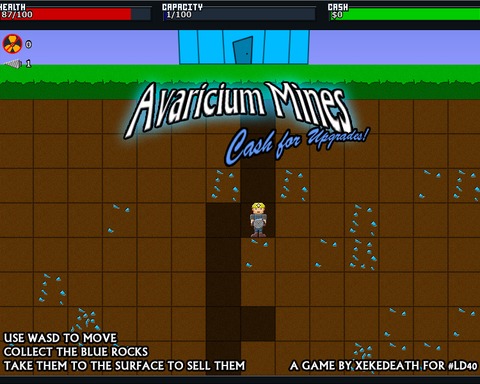 HEALTH
CAPACITY
CASH
87/100
1/100
$0
0
1
Avaricium Mines
Cash for Upgrades!
USE WASD TO MOVE
COLLECT THE BLUE ROCKS
TAKE THEM TO THE SURFACE TO SELL THEM
A GAME BY XEKEDEATH FOR #LD40